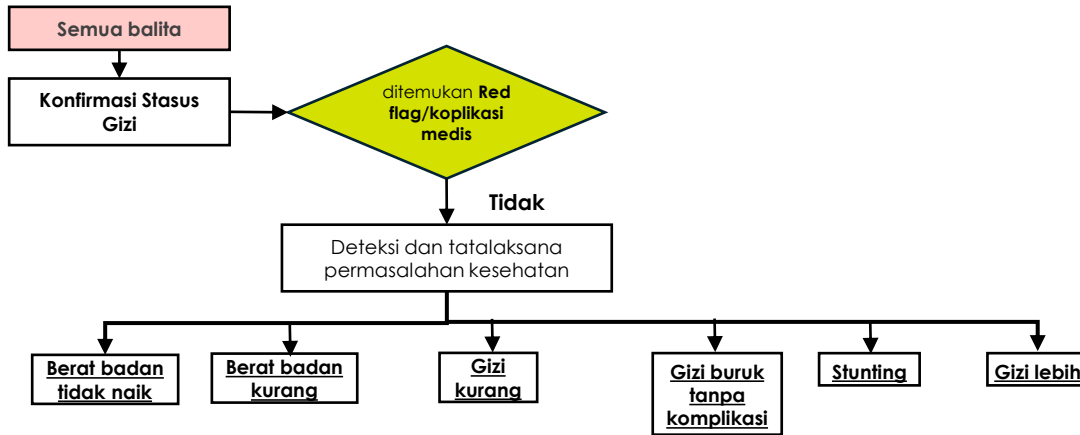 Semua balita
Konfirmasi Stasus
Gizi
ditemukan Red
flag/koplikasi
medis
Tidak
Deteksi dan tatalaksana
permasalahan kesehatan
Berat badan
tidak naik
Berat badan
kurang
Gizi
kurang
Gizi buruk
tanpa
komplikasi
Stunting
Gizi lebih